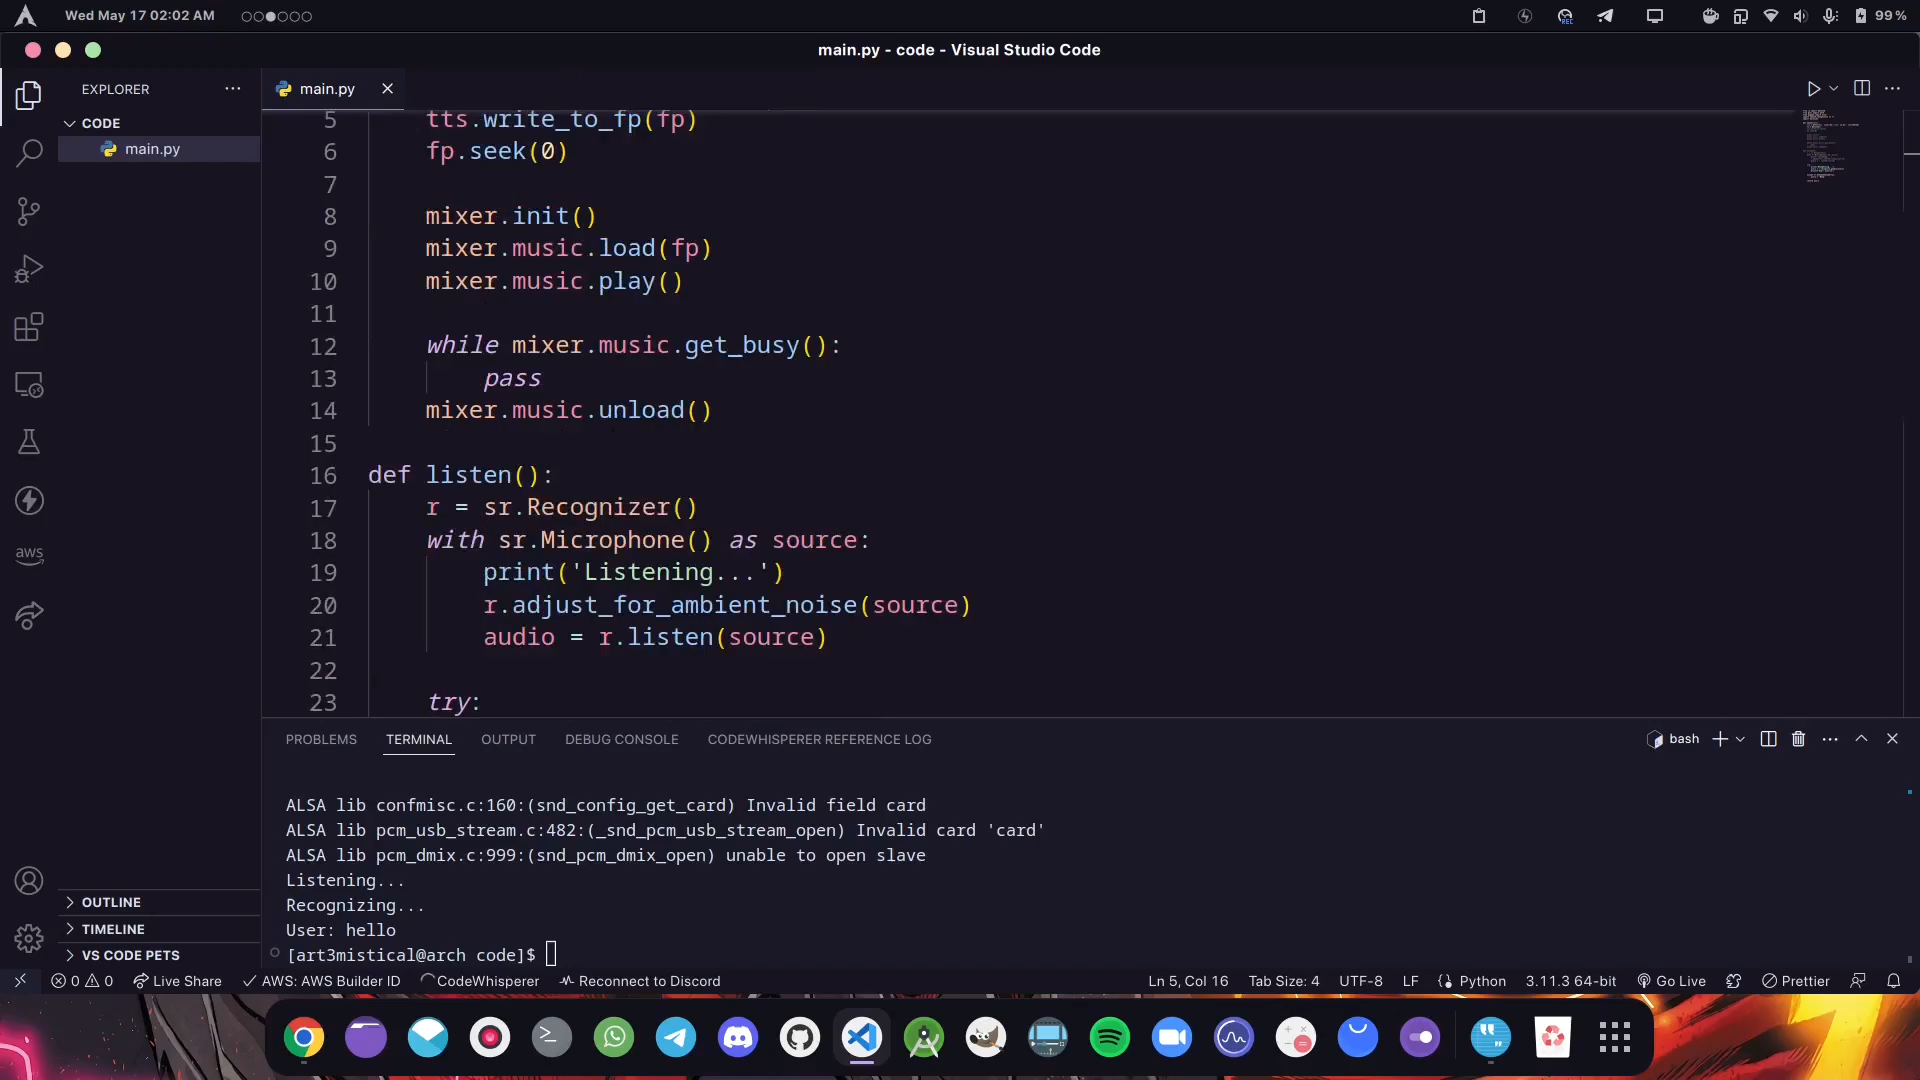 Wed May 17 02:02 AM
REC
99 %
main.py - code - Visual Studio Code
EXPLORER
main.py
CODE
main.py
5 tts.write_to_fp(fp)
6 fp.seek(0)
7
8 mixer.init()
9 mixer.music.load(fp)
10 mixer.music.play()
11
12 while mixer.music.get_busy():
13 pass
14 mixer.music.unload()
15
16 def listen():
17 r = sr.Recognizer()
18 with sr.Microphone() as source:
19 print('Listening...')
20 r.adjust_for_ambient_noise(source)
21 audio = r.listen(source)
22
23 try:
aws
PROBLEMS TERMINAL OUTPUT DEBUG CONSOLE CODEWHISPERER REFERENCE LOG
bash
ALSA lib confmisc.c:160:(snd_config_get_card) Invalid field card
ALSA lib pcm_usb_stream.c:482:(_snd_pcm_usb_stream_open) Invalid card 'card'
ALSA lib pcm_dmix.c:999:(snd_pcm_dmix_open) unable to open slave
Listening...
Recognizing...
User: hello
[art3mistical@arch code]$
OUTLINE
TIMELINE
VS CODE PETS
0 0 Live Share AWS: AWS Builder ID CodeWhisperer Reconnect to Discord Ln 5, Col 16 Tab Size: 4 UTF-8 LF Python 3.11.3 64-bit Go Live Prettier